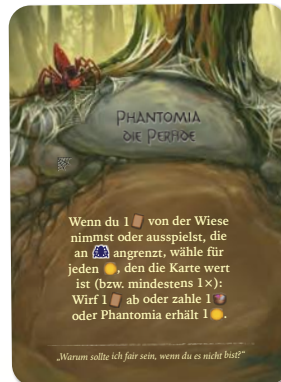 PHANTOMIA
DIE PERFIDE
Wenn du 1 von der Wiese
nimmst oder ausspielst, die
an angrenzt, wähle für
jeden , den die Karte wert
ist (bzw. mindestens 1×):
Wirf 1 ab oder zahle 1
oder Phantomia erhält 1 .
„Warum sollte ich fair sein, wenn du es nicht bist?“